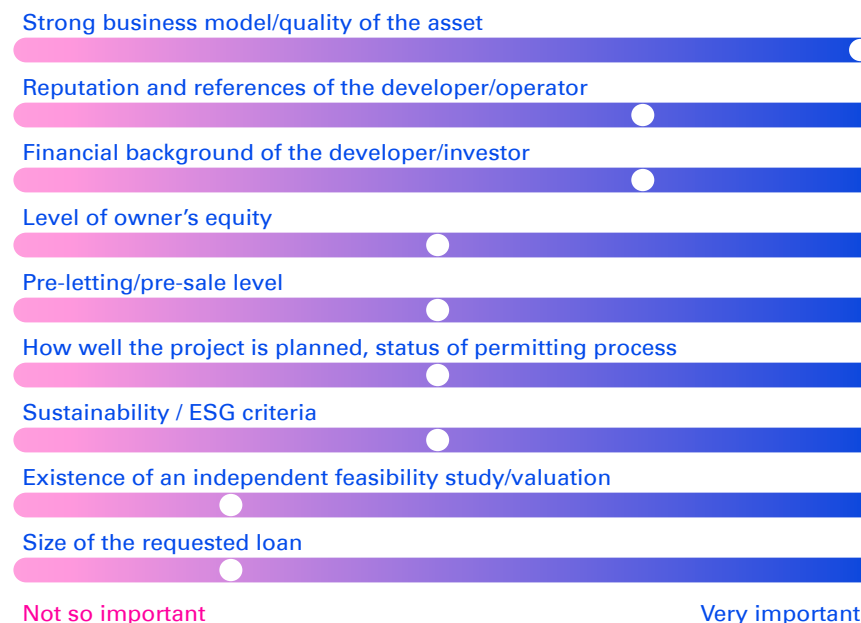 Strong business model/quality of the asset
Reputation and references of the developer/operator
Financial background of the developer/investor
Level of owner’s equity
Pre-letting/pre-sale level
How well the project is planned, status of permitting process
Sustainability / ESG criteria
Existence of an independent feasibility study/valuation
Size of the requested loan
Not so important Very important